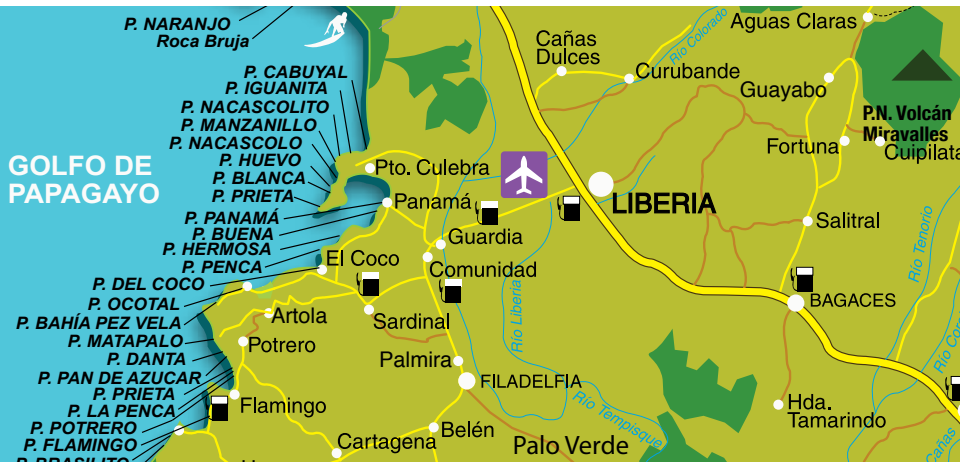 P. NARANJO
Roca Bruja
P. CABUYAL
P. IGUANITA
P. NACASCOLITO
P. MANZANILLO
P. NACASCOLO
P. HUEVO
P. BLANCA
P. PRIETA
P. PANAMÁ
P. BUENA
P. HERMOSA
P. PENCA
P. DEL COCO
P. OCOTAL
P. BAHÍA PEZ VELA
P. MATAPALO
P. DANTA
P. PAN DE AZUCAR
P. PRIETA
P. LA PENCA
P. POTRERO
P. FLAMINGO
P. BRASILITO
GOLFO DE
PAPAGAYO
Cañas
Dulces
Curubande
Río Colorado
Aguas Claras
Guayabo
P.N. Volcán
Miravalles
Fortuna
Cuipilata
Pto. Culebra
Panamá
LIBERIA
Guardia
Salitral
El Coco
Comunidad
Río Liberia
Río Tenorio
BAGACES
Artola
Sardinal
Potrero
Palmira
FILADELFIA
Flamingo
Río Tempisque
Hda.
Tamarindo
Cartagena
Belén
Palo Verde
Cañas